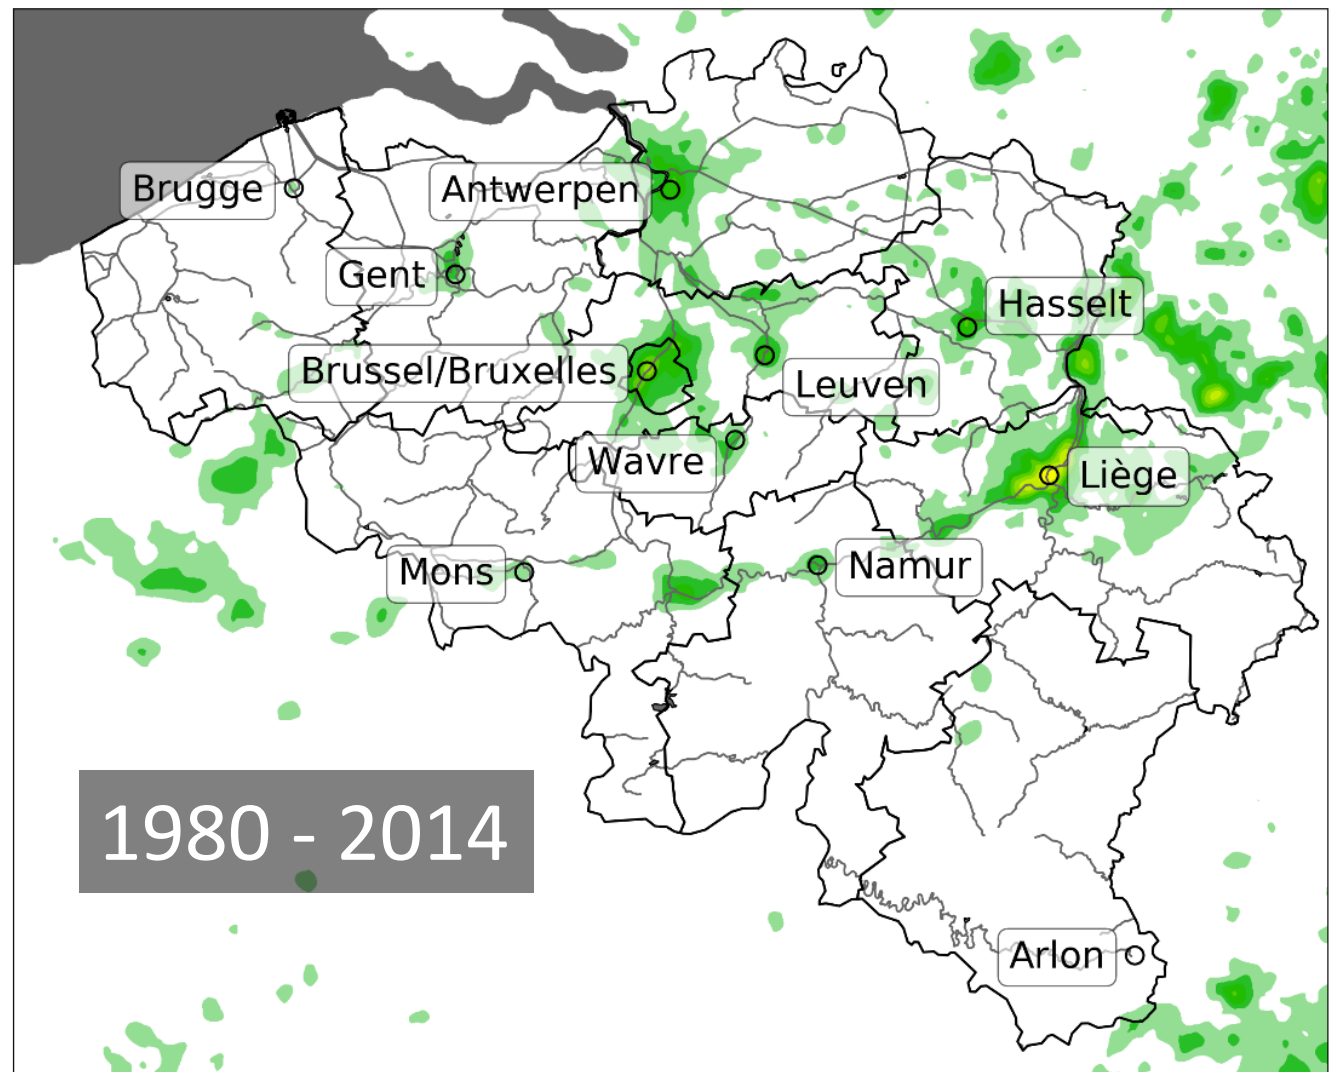 Brugge
Antwerpen
Gent
Hasselt
Brussel/Bruxelles
Leuven
Wavre
Liège
Mons
Namur
1980 - 2014
Arlon